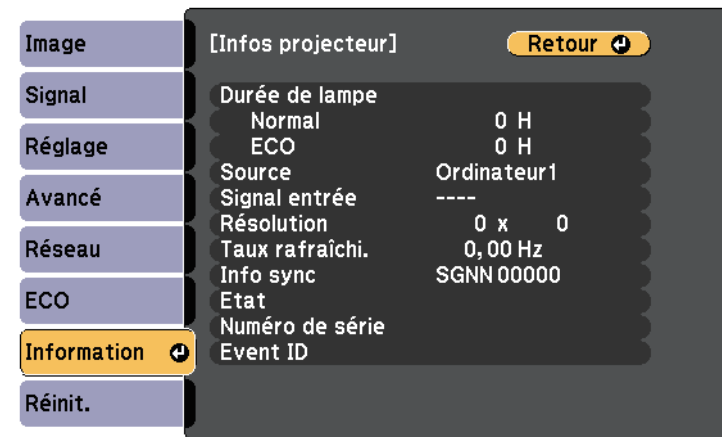 Image
Signal
Réglage
Avancé
Réseau
ECO
Information
Réinit.
[Infos projecteur]
Retour
Durée de lampe
Normal 0 H
ECO 0 H
Source Ordinateur1
Signal entrée ----
Résolution 0 x 0
Taux rafraîchi. 0,00 Hz
Info sync SGNN 00000
Etat
Numéro de série
Event ID